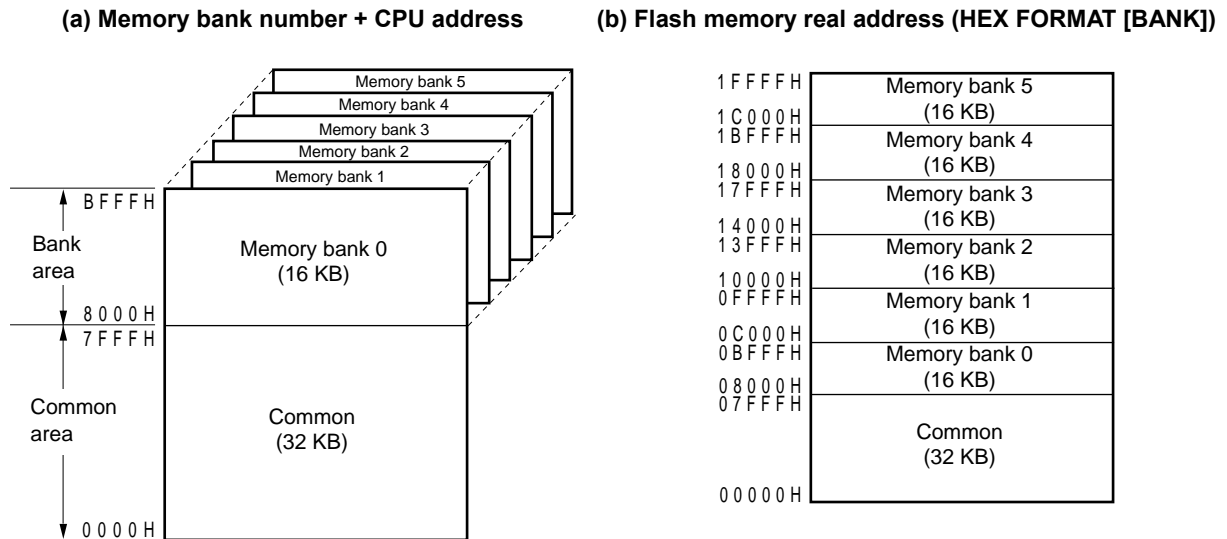 (a) Memory bank number + CPU address
Memory bank 5
Memory bank 4
Memory bank 3
Memory bank 2
Memory bank 1
BFFFH
Bank
area
Memory bank 0
(16 KB)
8000H
7FFFH
Common
area
Common
(32 KB)
0000H
(b) Flash memory real address (HEX FORMAT [BANK])
1FFFFH
Memory bank 5
(16 KB)
1C000H
1BFFFH
Memory bank 4
(16 KB)
18000H
17FFFH
Memory bank 3
(16 KB)
14000H
13FFFH
Memory bank 2
(16 KB)
10000H
0FFFFH
Memory bank 1
(16 KB)
0C000H
0BFFFH
Memory bank 0
(16 KB)
08000H
07FFFH
Common
(32 KB)
00000H